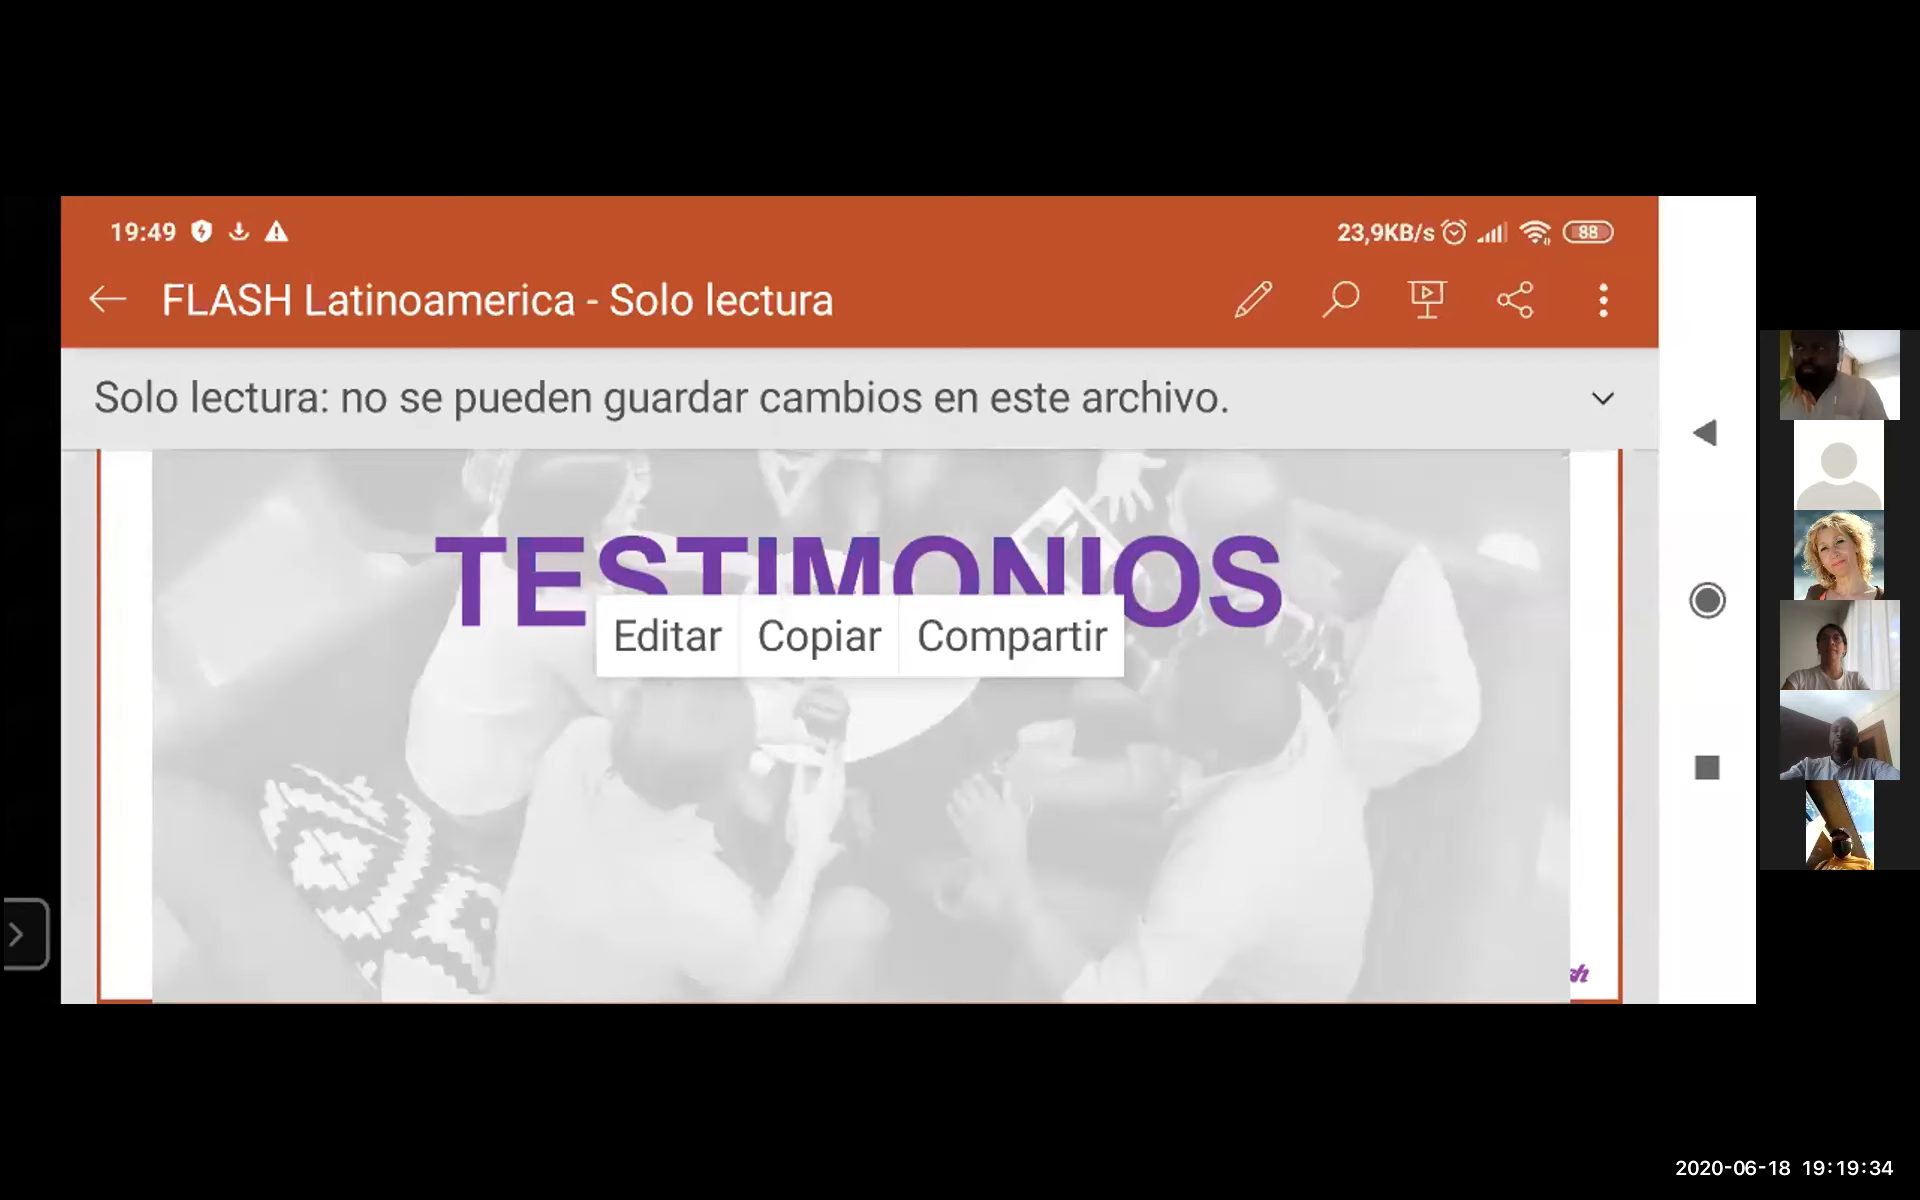 19:49 23,9KB/s 88
FLASH Latinoamerica - Solo lectura
Solo lectura: no se pueden guardar cambios en este archivo.
TESTIMONIOS
Editar Copiar Compartir
2020-06-18 19:19:34